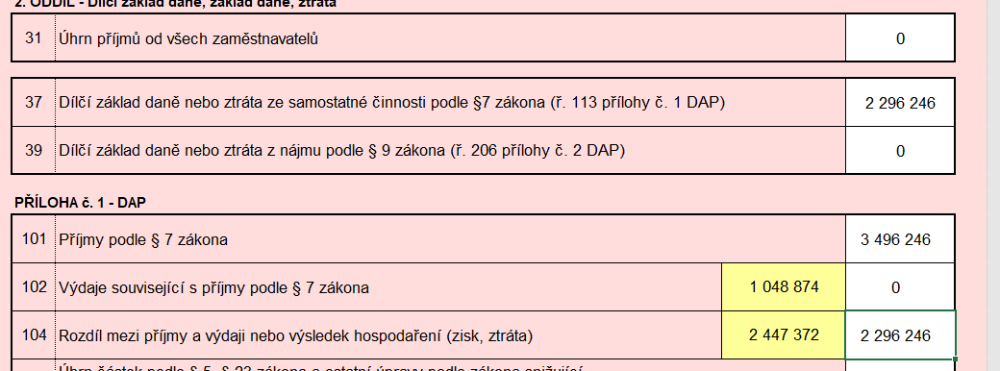 2. ODDÍL - Dílčí základ daně, základ daně, ztráta
31 Úhrn příjmů od všech zaměstnavatelů 0
37 Dílčí základ daně nebo ztráta ze samostatné činnosti podle §7 zákona (ř. 113 přílohy č. 1 DAP) 2 296 246
39 Dílčí základ daně nebo ztráta z nájmu podle § 9 zákona (ř. 206 přílohy č. 2 DAP) 0
PŘÍLOHA č. 1 - DAP
101 Příjmy podle § 7 zákona 3 496 246
102 Výdaje související s příjmy podle § 7 zákona 1 048 874 0
104 Rozdíl mezi příjmy a výdaji nebo výsledek hospodaření (zisk, ztráta) 2 447 372 2 296 246
Úhrn částek podle § 5, § 23 zákona a ostatní úpravy podle zákona snižující